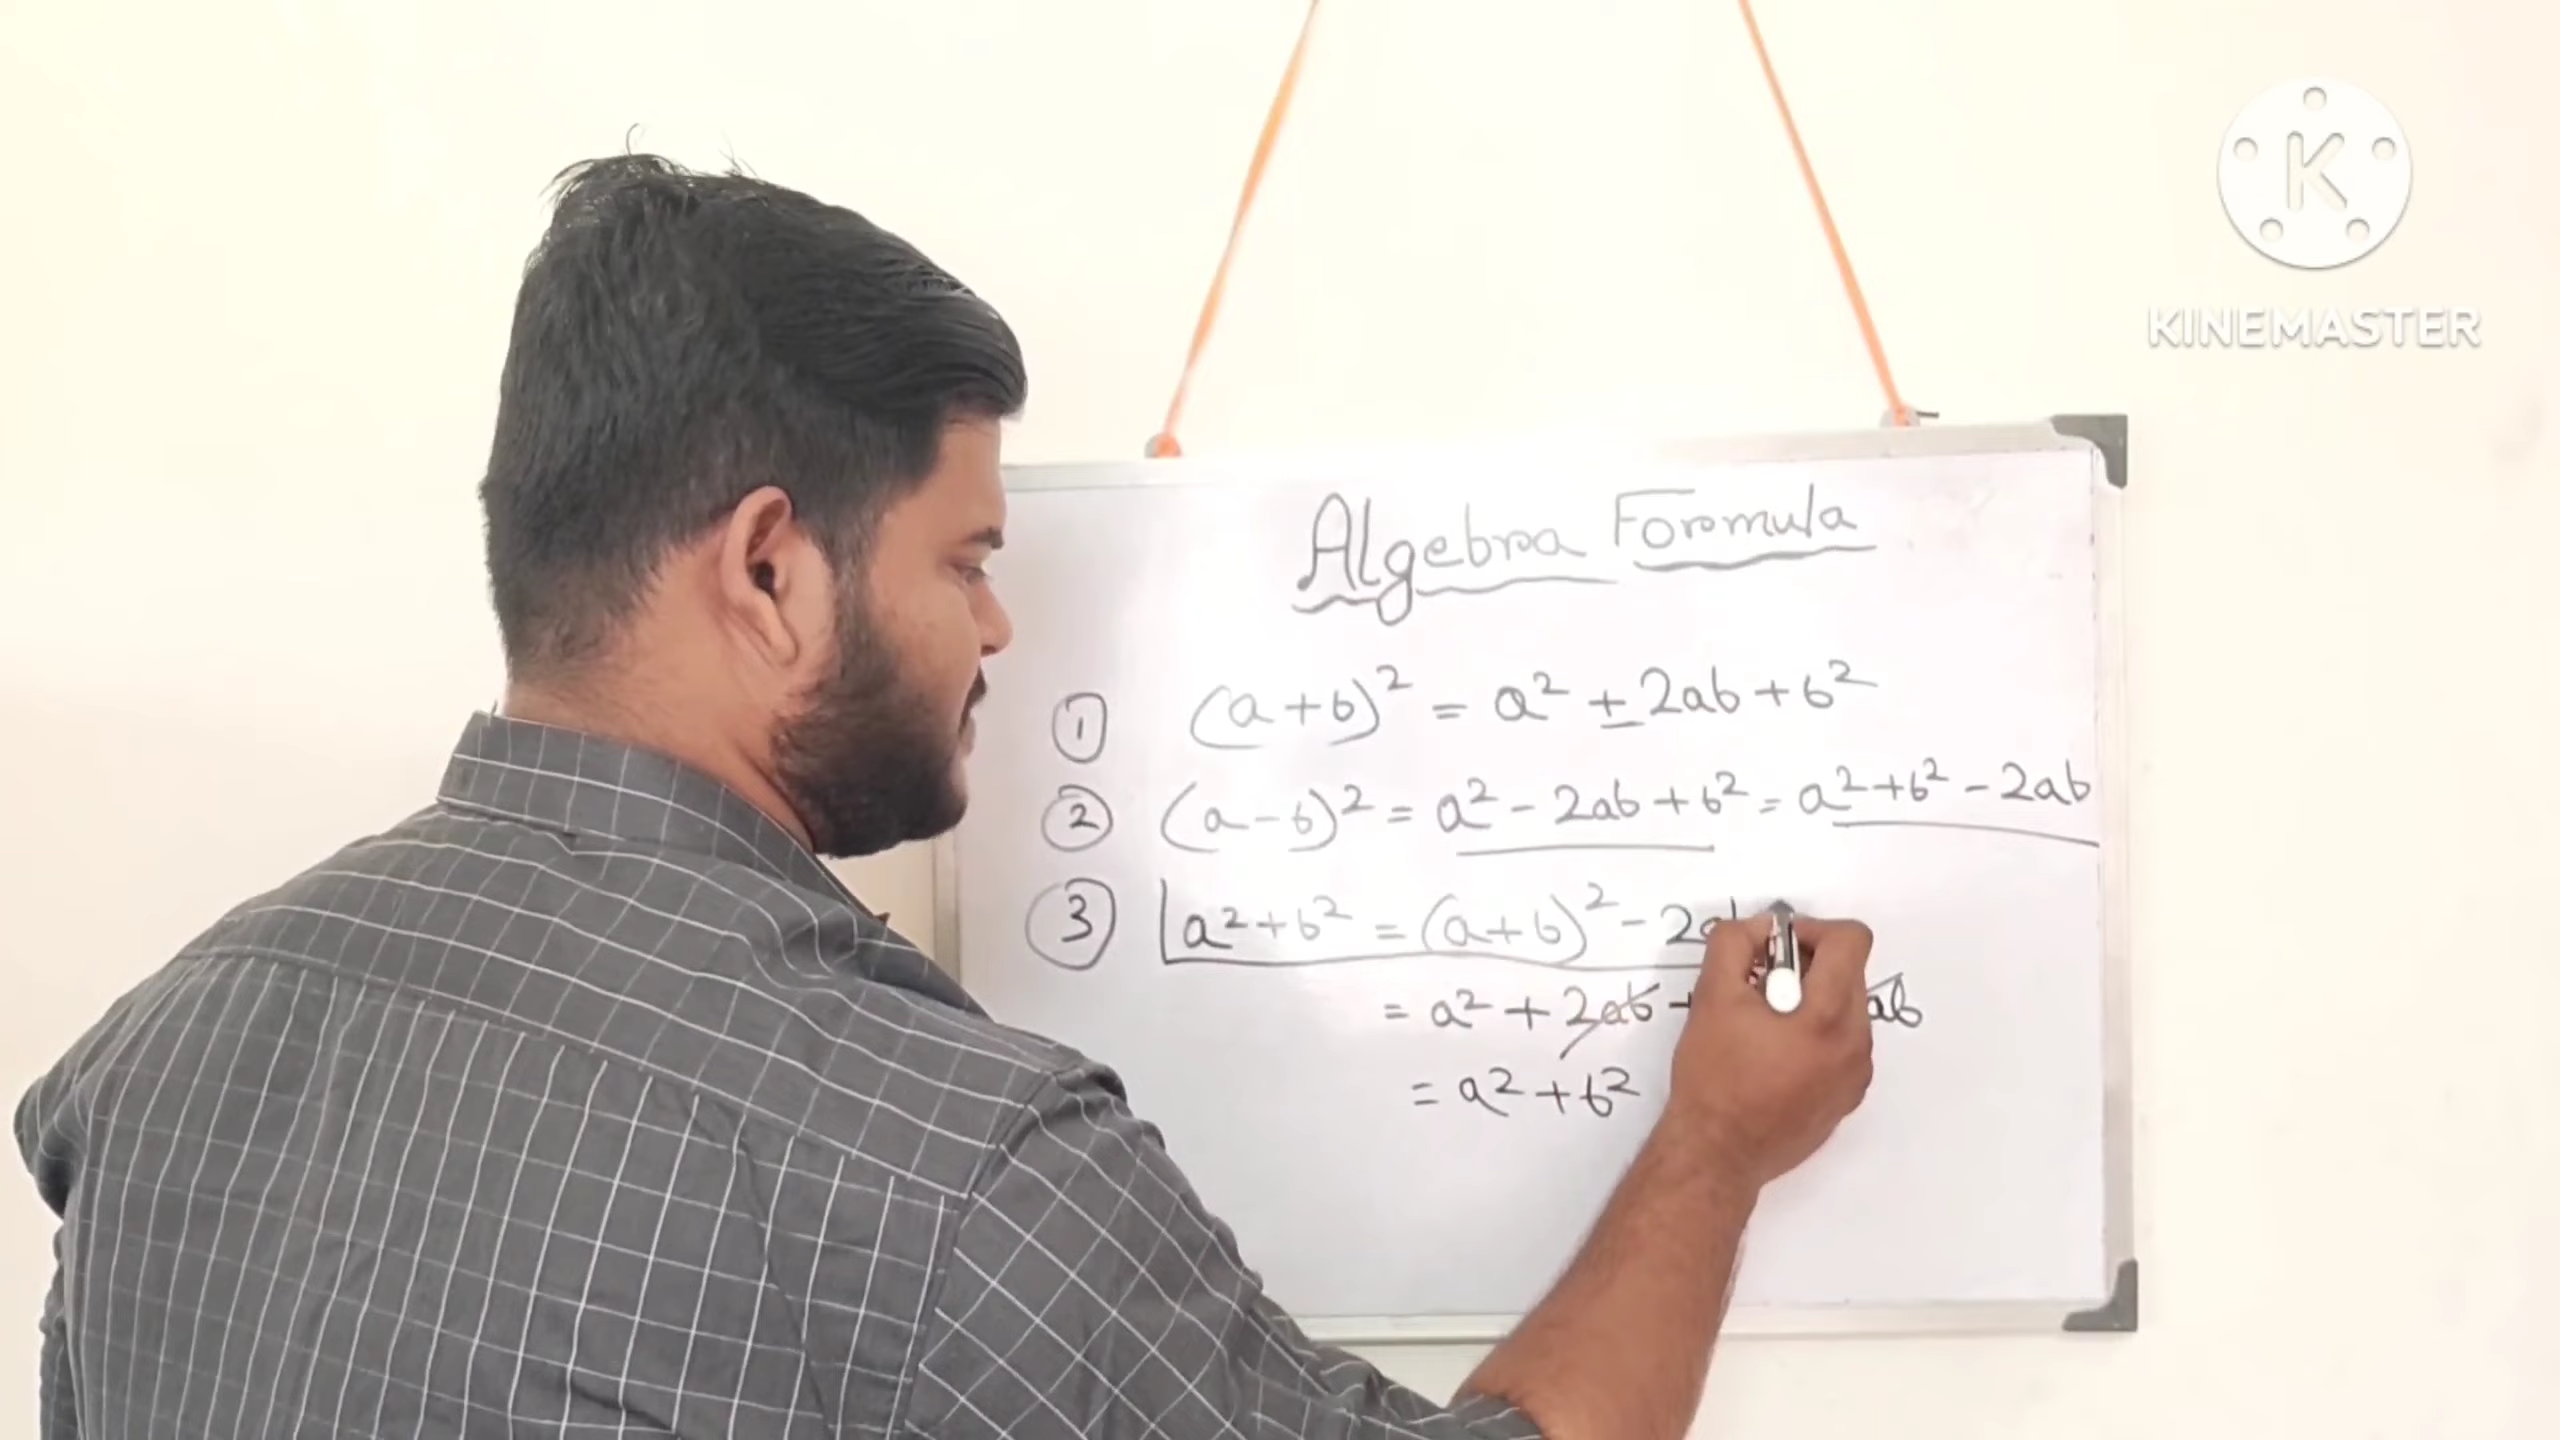 KINEMASTER
Algebra Formula
① (a+b)² = a² + 2ab + b²
② (a-b)² = a² - 2ab + b² = a² + b² - 2ab
③ a² + b² = (a+b)² - 2ab
= a² + 2ab + ab
= a² + b²